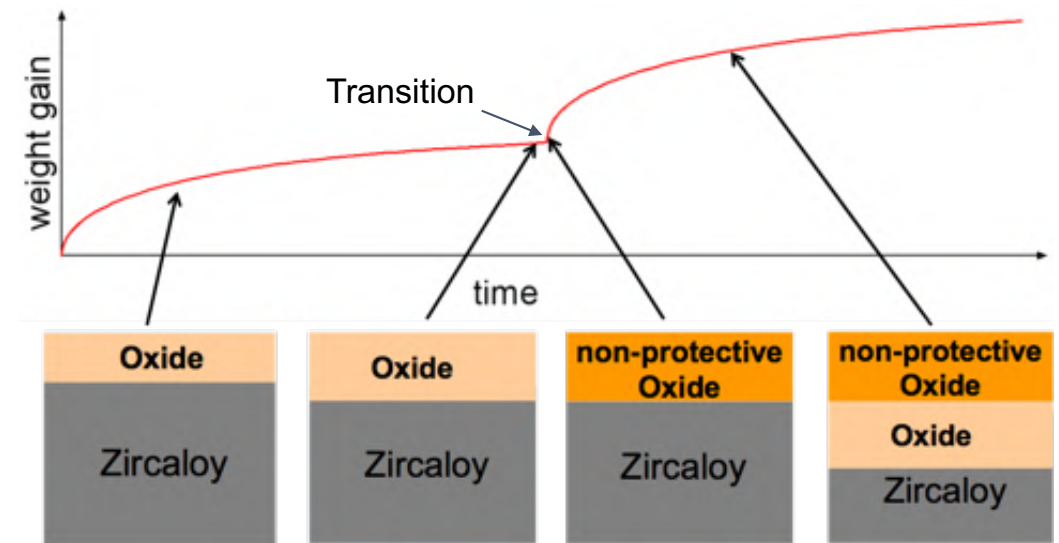 Transition
weight gain
time
Oxide
Zircaloy
Oxide
Zircaloy
non-protective
Oxide
Zircaloy
non-protective
Oxide
Oxide
Zircaloy